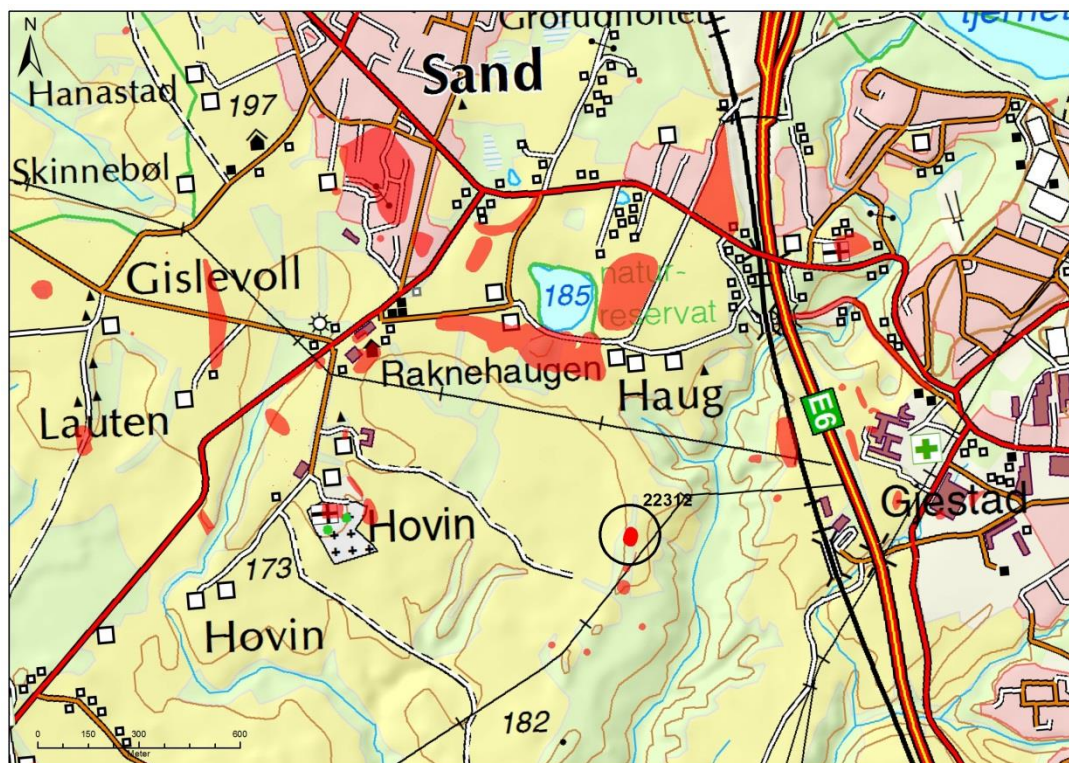 N
Sand
Hanastad
197
Skinnebøl
Gislevoll
185
natur-
reservat
Raknehaugen
Haug
Lauten
E6
22312
Gjestad
Hovin
173
Hovin
182
0 150 300 600
Meter